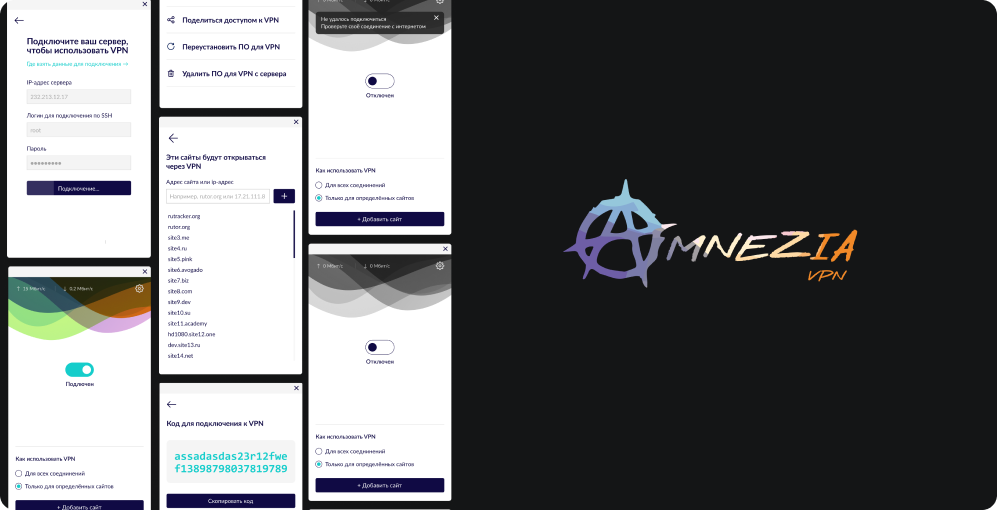 Подключите ваш сервер,
чтобы использовать VPN
Где взять данные для подключения →
IP-адрес сервера
233.213.13.17
Логин для подключения по SSH
root
Пароль
Подключение...
↑ 15 Мбит/с ↓ 0,2 Мбит/с
Подлючен
Как использовать VPN
Для всех соединений
Только для определённых сайтов
+ Добавить сайт
Поделиться доступом к VPN
Переустановить ПО для VPN
Удалить ПО для VPN с сервера
Эти сайты будут открываться
через VPN
Адрес сайта или ip-адрес
Например, rutor.org или 17.21.111.8
+
rutracker.org
rutor.org
site3.me
site4.ru
site5.pink
site6.avogado
site7.biz
site8.com
site9.dev
site10.su
site11.academy
hd1080.site12.one
dev.site13.ru
site14.net
Код для подключения к VPN
assadasdas23r12fwe
f13898798037819789
Скопировать код
Не удалось подключиться
Проверьте своё соединение с интернетом
Отключен
Как использовать VPN
Для всех соединений
Только для определённых сайтов
+ Добавить сайт
↑ 0 Мбит/с ↓ 0 Мбит/с
Отключен
Как использовать VPN
Для всех соединений
Только для определённых сайтов
+ Добавить сайт
AMNEZIA
VPN